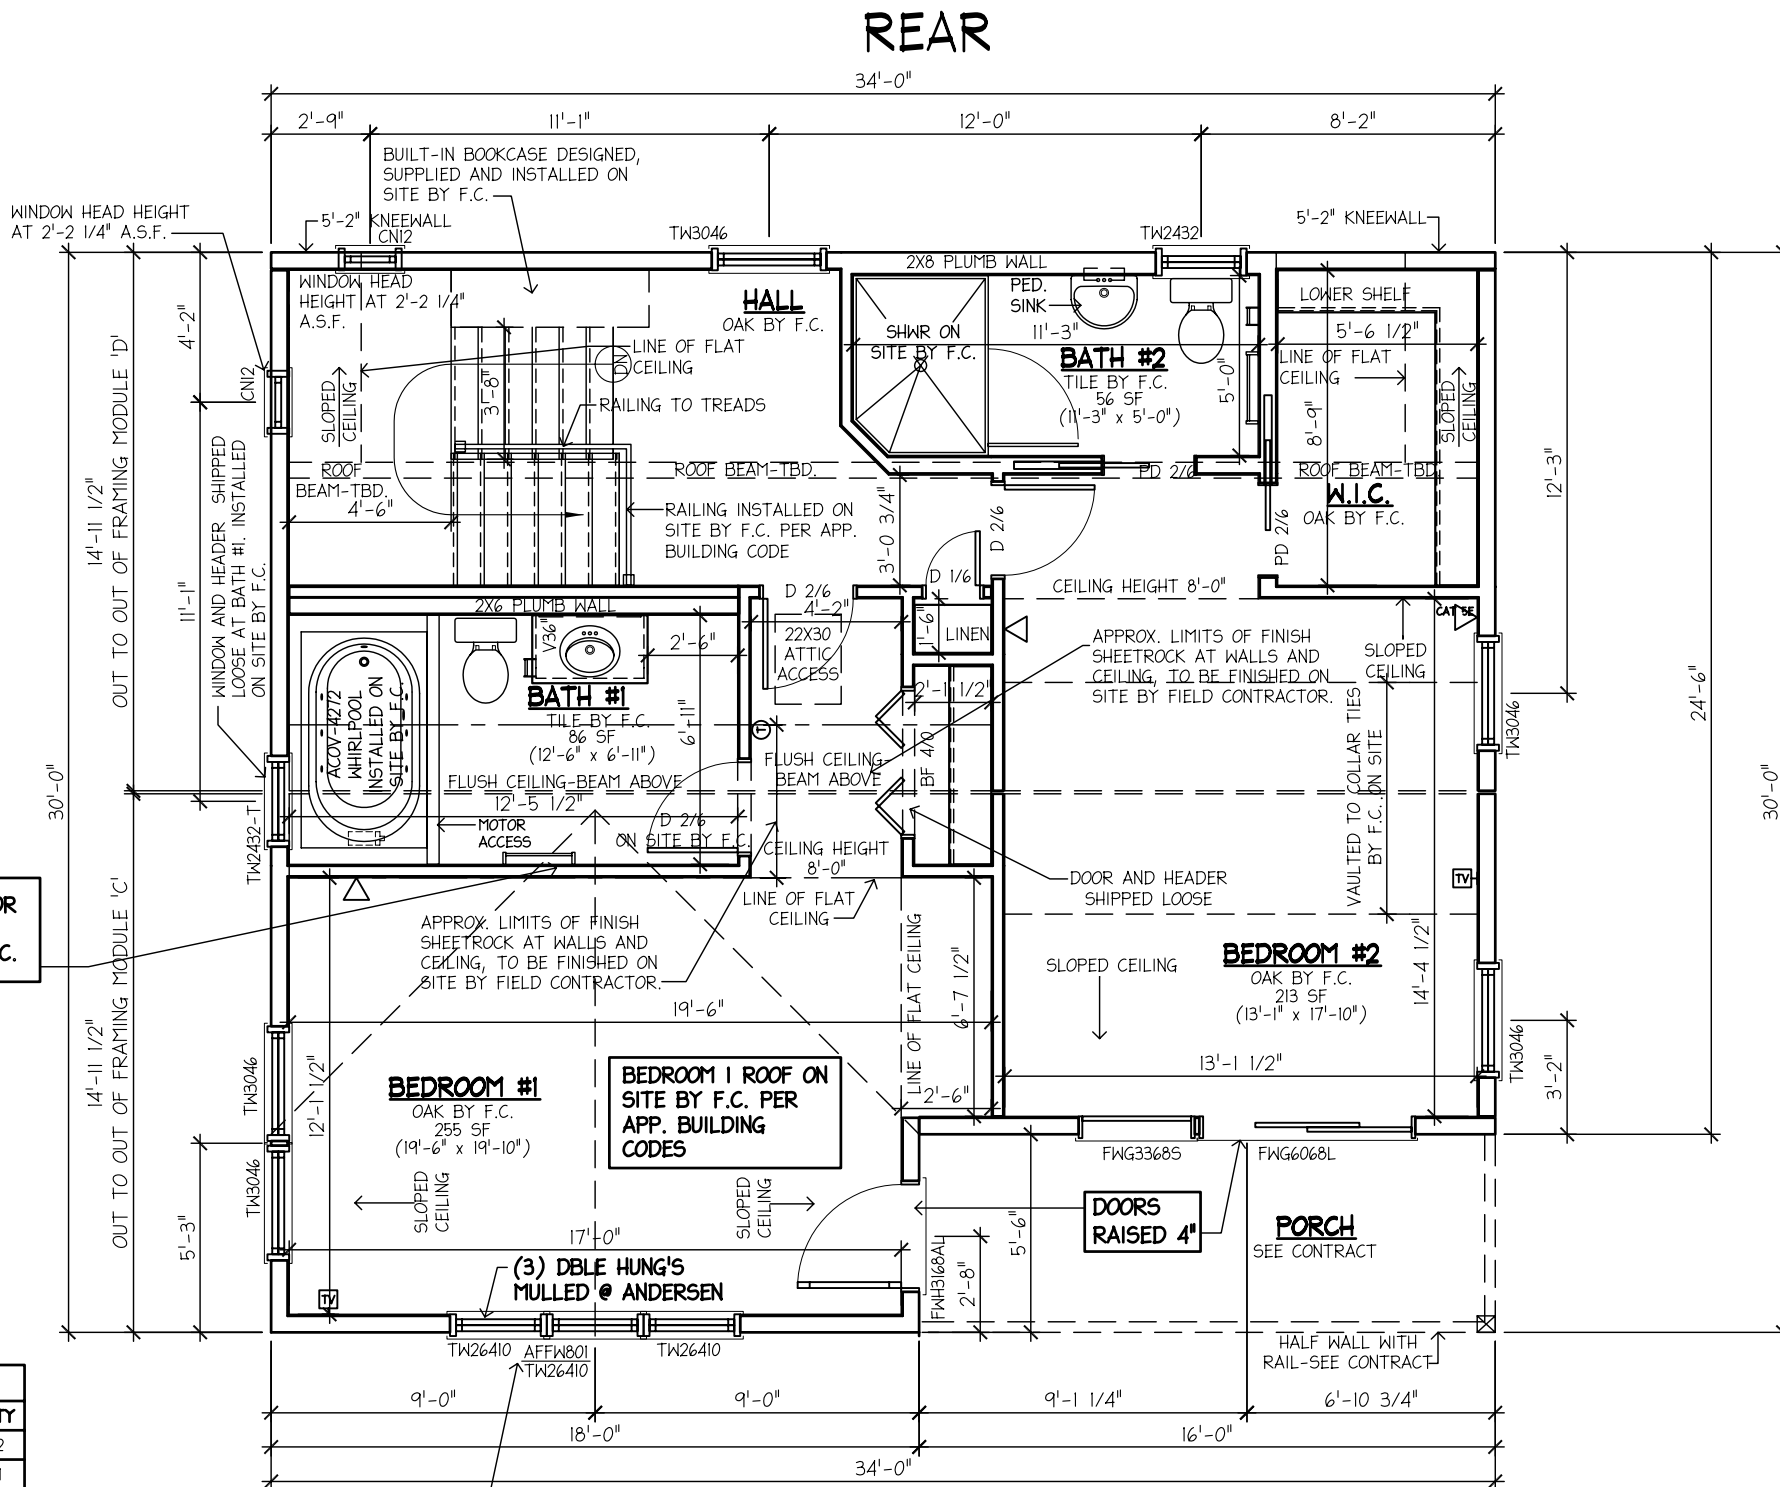 REAR
34'-0"
2'-9"
11'-1"
12'-0"
8'-2"
BUILT-IN BOOKCASE DESIGNED,
SUPPLIED AND INSTALLED ON
SITE BY F.C.
WINDOW HEAD HEIGHT
AT 2'-2 1/4" A.S.F.
5'-2" KNEEWALL
CN12
TW3046
TW2432
5'-2" KNEEWALL
2X8 PLUMB WALL
WINDOW HEAD
HEIGHT AT 2'-2 1/4"
A.S.F.
HALL
OAK BY F.C.
PED.
SINK
LOWER SHELF
SHWR ON
SITE BY F.C.
11'-3"
5'-6 1/2"
BATH #2
TILE BY F.C.
56 SF
(11'-3" x 5'-0")
5'-0"
LINE OF FLAT
CEILING
DN
LINE OF FLAT
CEILING
SLOPED
CEILING
3'-8"
RAILING TO TREADS
SLOPED
CEILING
8'-9"
4'-2"
CN12
ROOF
BEAM-TBD.
4'-6"
ROOF BEAM-TBD.
PD 2/6
ROOF BEAM-TBD.
W.I.C.
OAK BY F.C.
12'-3"
RAILING INSTALLED ON
SITE BY F.C. PER APP.
BUILDING CODE
3'-0 3/4"
D 2/6
PD 2/6
14'-11 1/2"
OUT TO OUT OF FRAMING MODULE 'D'
11'-1"
WINDOW AND HEADER SHIPPED
LOOSE AT BATH #1. INSTALLED
ON SITE BY F.C.
D 2/6
D 1/6
CEILING HEIGHT 8'-0"
2X6 PLUMB WALL
4'-2"
CAT 5E
V36"
2'-6"
22X30
ATTIC
ACCESS
1'-6"
LINEN
APPROX. LIMITS OF FINISH
SHEETROCK AT WALLS AND
CEILING, TO BE FINISHED ON
SITE BY FIELD CONTRACTOR.
SLOPED
CEILING
24'-6"
ACOV-4272
WHIRLPOOL
INSTALLED ON
SITE BY F.C.
BATH #1
TILE BY F.C.
86 SF
(12'-6" x 6'-11")
6'-11"
2'-1 1/2"
T
TW3046
FLUSH CEILING-BEAM ABOVE
FLUSH CEILING-
BEAM ABOVE
BF 4/0
12'-5 1/2"
VAULTED TO COLLAR TIES
BY F.C. ON SITE
30'-0"
30'-0"
TW2432-T
MOTOR
ACCESS
D 2/6
ON SITE BY F.C.
CEILING HEIGHT
8'-0"
DOOR AND HEADER
SHIPPED LOOSE
TV
LINE OF FLAT
CEILING
OR
C.
APPROX. LIMITS OF FINISH
SHEETROCK AT WALLS AND
CEILING, TO BE FINISHED ON
SITE BY FIELD CONTRACTOR.
LINE OF FLAT CEILING
6'-7 1/2"
SLOPED CEILING
BEDROOM #2
OAK BY F.C.
213 SF
(13'-1" x 17'-10")
14'-4 1/2"
14'-11 1/2"
OUT TO OUT OF FRAMING MODULE 'C'
19'-6"
TW3046
13'-1 1/2"
3'-2"
TW3046
12'-1 1/2"
BEDROOM #1
OAK BY F.C.
255 SF
(19'-6" x 19'-10")
BEDROOM 1 ROOF ON
SITE BY F.C. PER
APP. BUILDING
CODES
2'-6"
FWG3368S
FWG6068L
TW3046
5'-3"
SLOPED
CEILING
SLOPED
CEILING
DOORS
RAISED 4"
PORCH
SEE CONTRACT
17'-0"
5'-6"
FWH3168AL
2'-8"
(3) DBLE HUNG'S
MULLED @ ANDERSEN
TV
TW26410
AFFW801
TW26410
TW26410
HALF WALL WITH
RAIL-SEE CONTRACT
9'-0"
9'-0"
9'-1 1/4"
6'-10 3/4"
TY
2
1
18'-0"
16'-0"
34'-0"